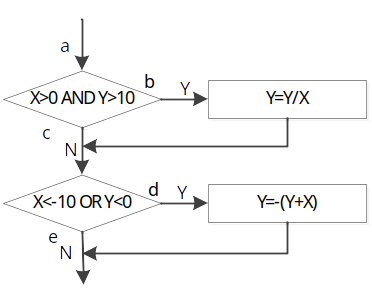 a
b
Y
X>0 AND Y>10
Y=Y/X
c
N
d
Y
X<-10 OR Y<0
Y=-(Y+X)
e
N